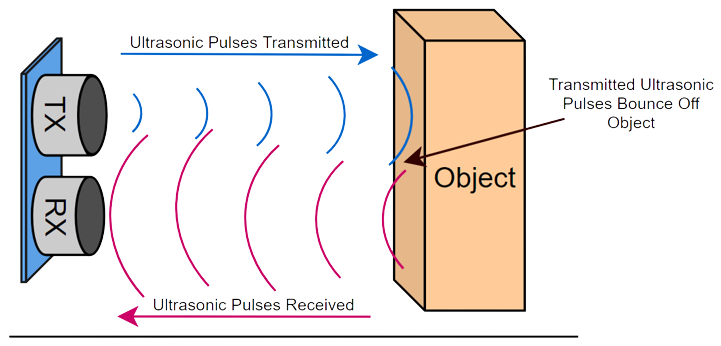 Ultrasonic Pulses Transmitted
TX
Transmitted Ultrasonic
Pulses Bounce Off
Object
Object
RX
Ultrasonic Pulses Received